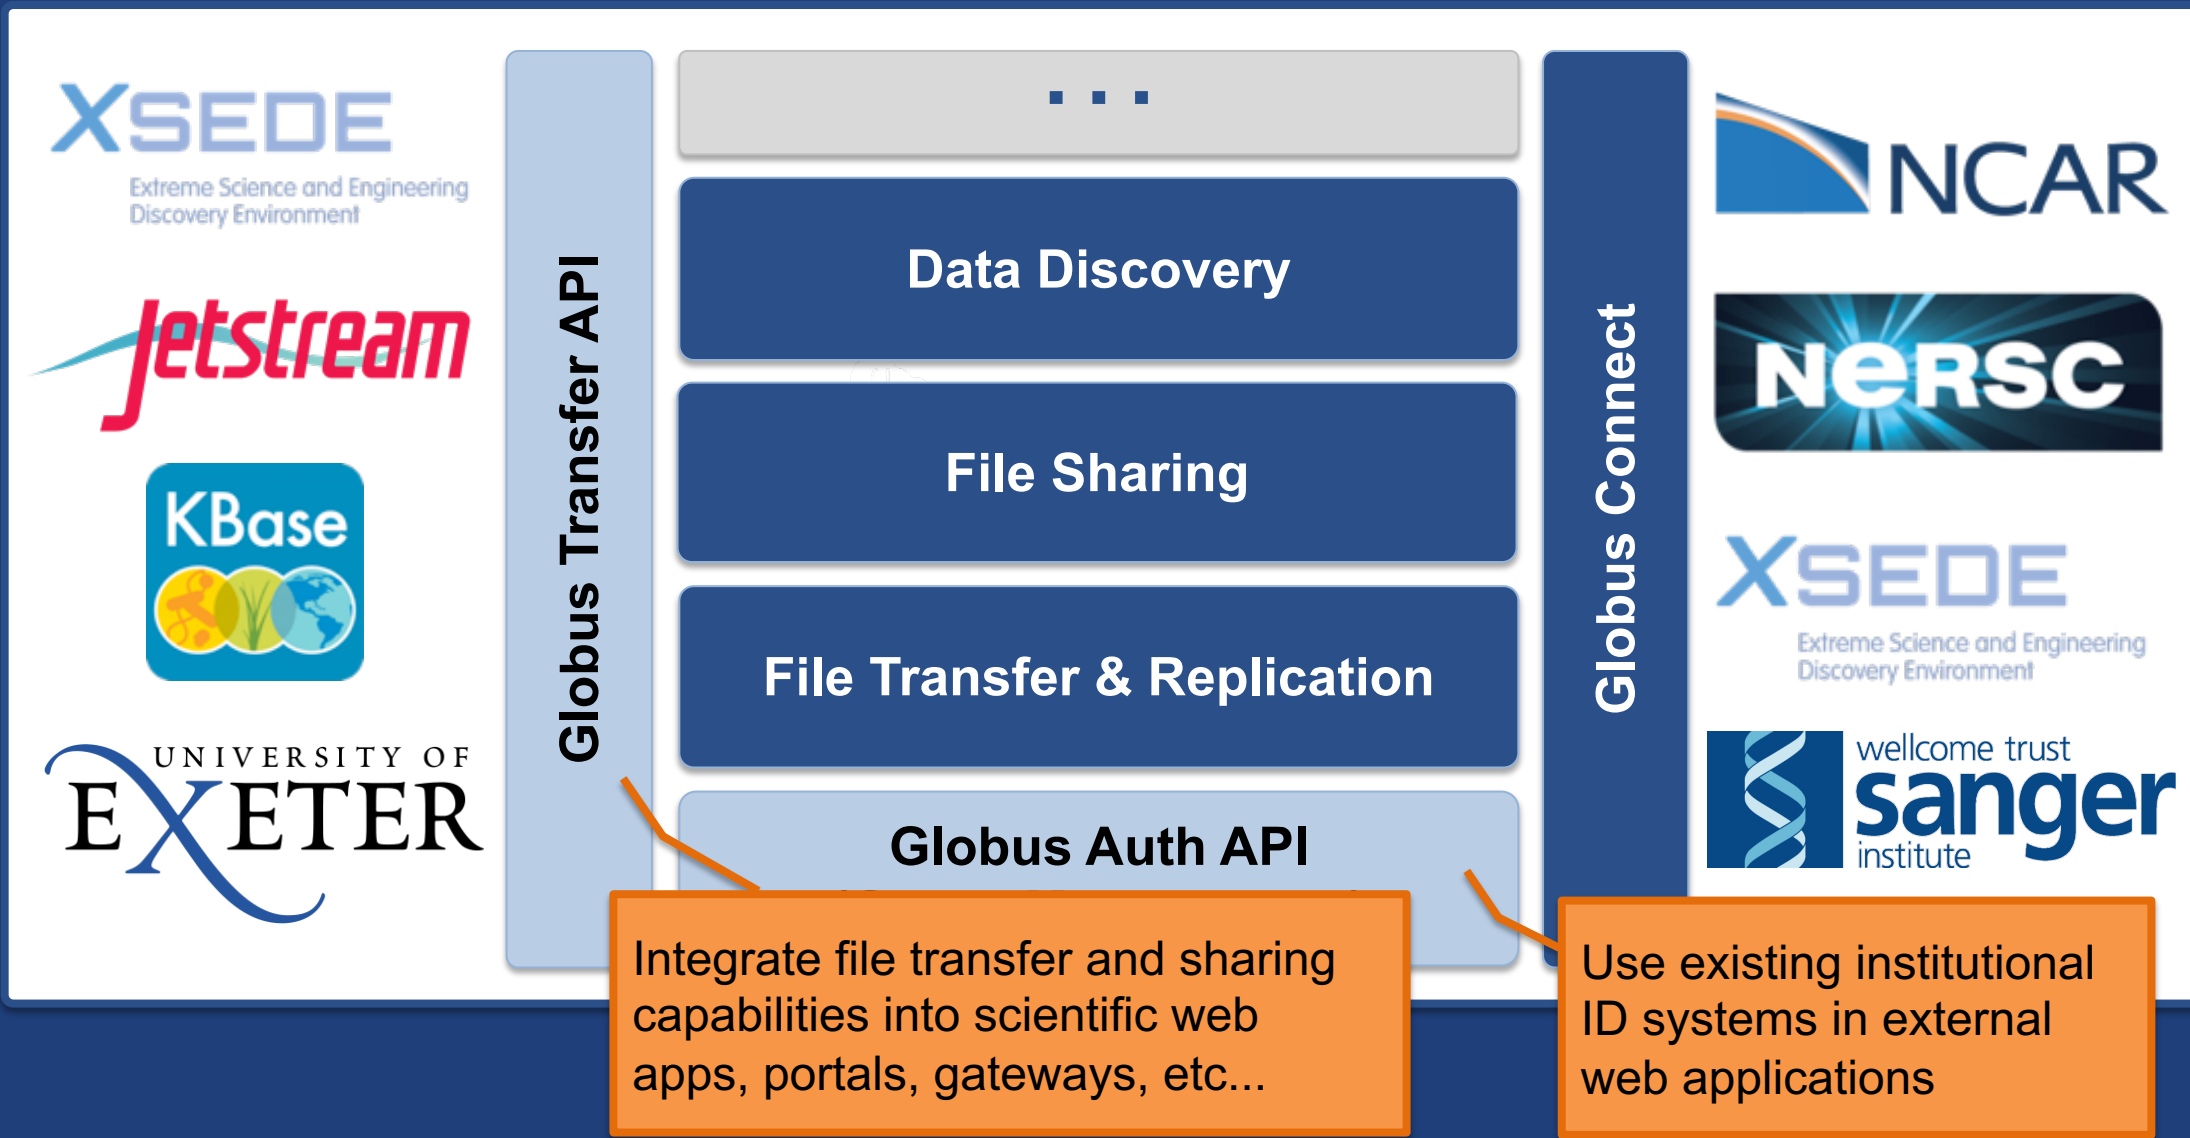 XSEDE
Extreme Science and Engineering
Discovery Environment
Jetstream
KBase
UNIVERSITY OF
EXETER
Globus Transfer API
. . .
Data Discovery
File Sharing
File Transfer & Replication
Globus Auth API
Globus Connect
NCAR
NERSC
XSEDE
Extreme Science and Engineering
Discovery Environment
wellcome trust
sanger
institute
Integrate file transfer and sharing
capabilities into scientific web
apps, portals, gateways, etc...
Use existing institutional
ID systems in external
web applications